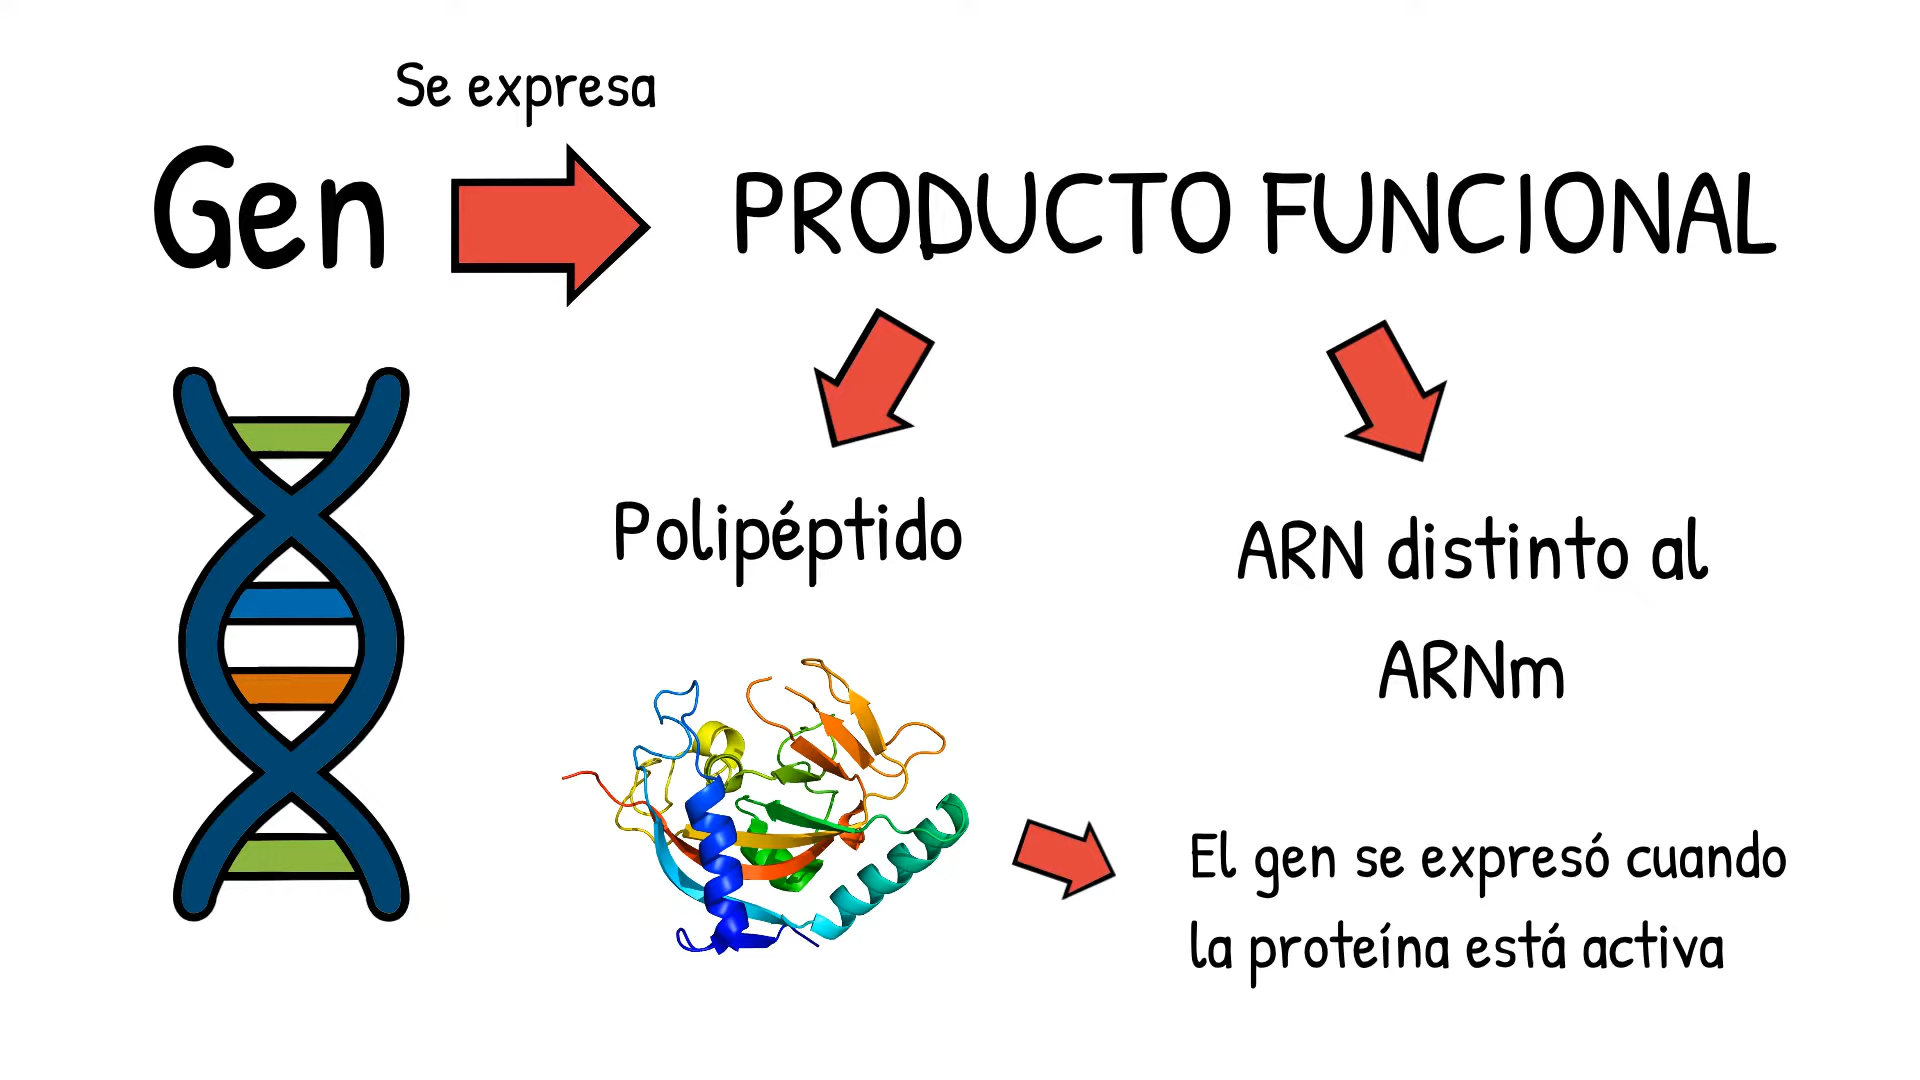 Se expresa
Gen
PRODUCTO FUNCIONAL
Polipéptido
ARN distinto al
ARNm
El gen se expresó cuando
la proteína está activa